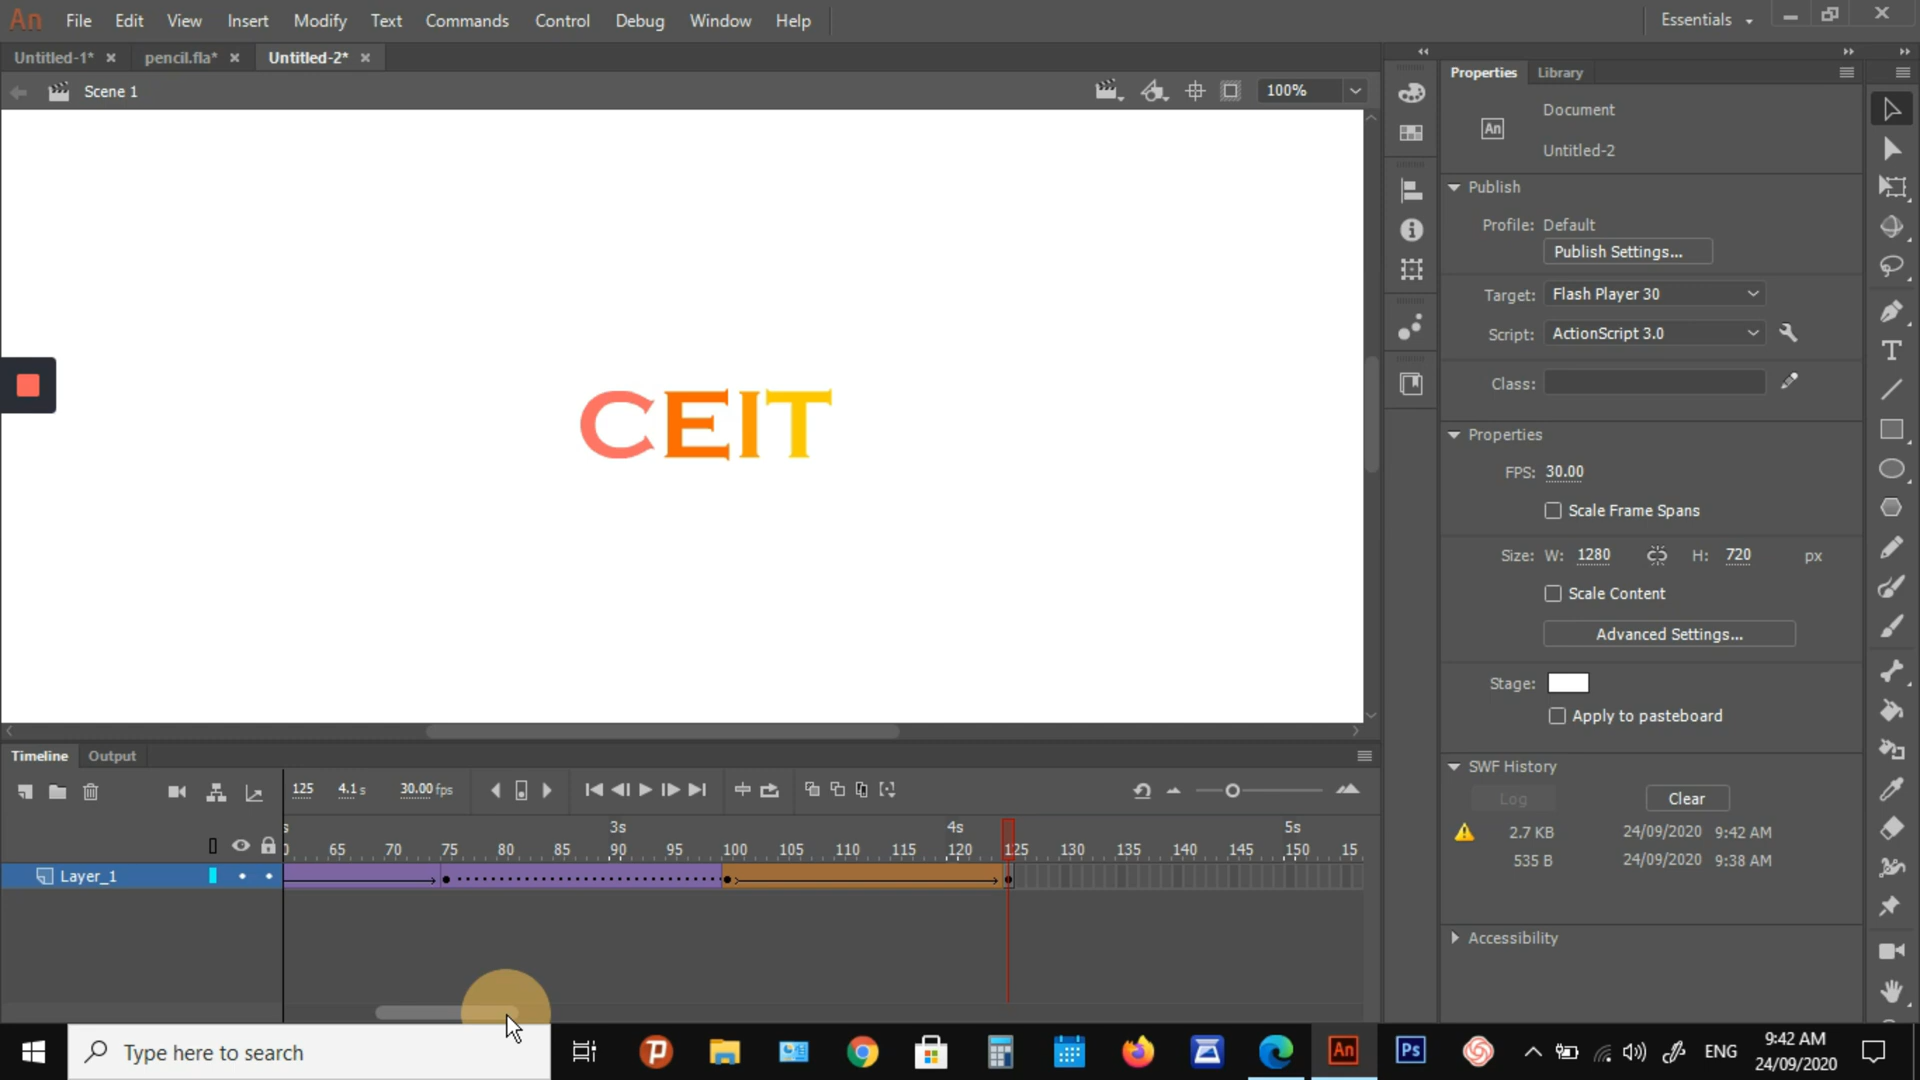 An File Edit View Insert Modify Text Commands Control Debug Window Help Essentials
Untitled-1* pencil.fla* Untitled-2*
Scene 1 100%
CEIT
Properties Library
Document
An
Untitled-2
Publish
Profile: Default
Publish Settings...
Target: Flash Player 30
Script: ActionScript 3.0
Class:
Properties
FPS: 30.00
Scale Frame Spans
Size: W: 1280 H: 720 px
Scale Content
Advanced Settings...
Stage:
Apply to pasteboard
SWF History
Log Clear
2.7 KB 24/09/2020 9:42 AM
535 B 24/09/2020 9:38 AM
Accessibility
Timeline Output
125 4.1 s 30.00 fps
s 3s 4s 5s
65 70 75 80 85 90 95 100 105 110 115 120 125 130 135 140 145 150 15
Layer_1
Type here to search
An Ps
ENG
9:42 AM
24/09/2020